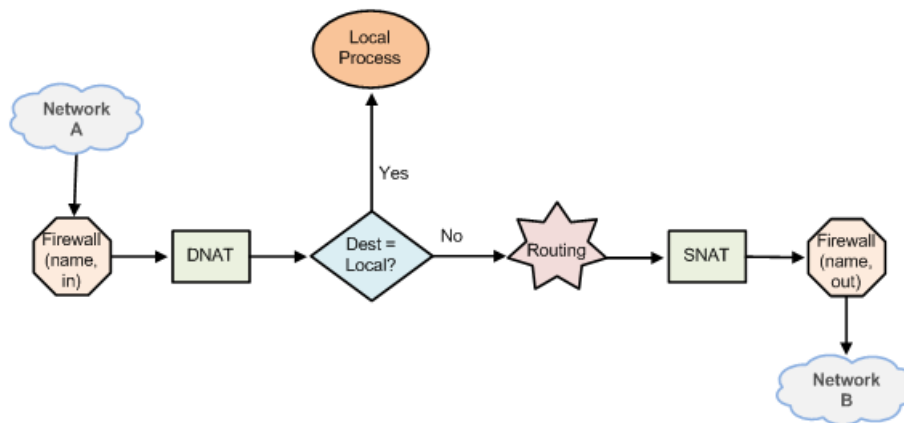 Local
Process
Network
A
Yes
Firewall
(name,
in)
DNAT
Dest =
Local?
No
Routing
SNAT
Firewall
(name,
out)
Network
B